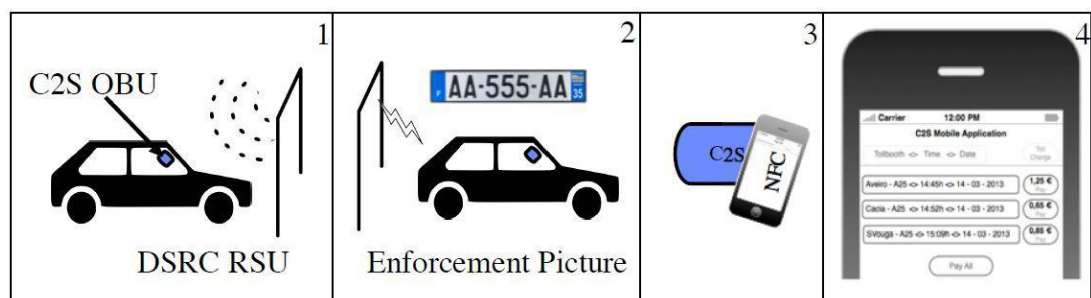 1
C2S OBU
DSRC RSU
2
F AA-555-AA 35
Enforcement Picture
3
C2S
NFC
4
Carrier 12:00 PM
C2S Mobile Application
Tollbooth <> Time <> Date
Toll Charge
Aveiro - A25 <> 14:45h <> 14 - 03 - 2013
1,25 €
Pay
Cacia - A25 <> 14:52h <> 14 - 03 - 2013
0,65 €
Pay
SVouga - A25 <> 15:09h <> 14 - 03 - 2013
0,85 €
Pay
Pay All